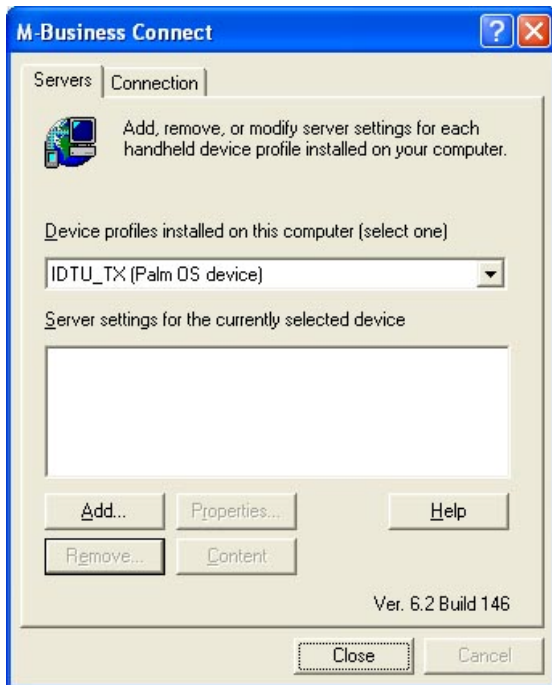 M-Business Connect
Servers
Connection
Add, remove, or modify server settings for each
handheld device profile installed on your computer.
Device profiles installed on this computer (select one)
IDTU_TX (Palm OS device)
Server settings for the currently selected device
Add...
Properties...
Help
Remove...
Content
Ver. 6.2 Build 146
Close
Cancel